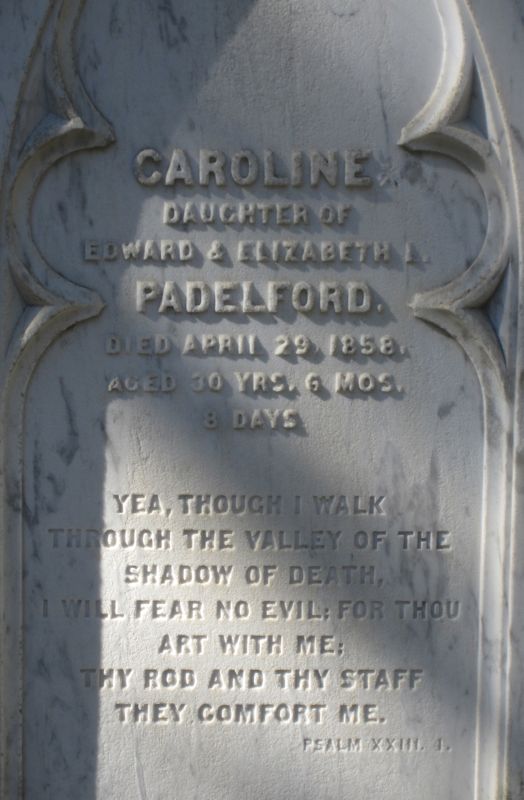 CAROLINE
DAUGHTER OF
EDWARD & ELIZABETH L.
PADELFORD.
DIED APRIL 29, 1858.
AGED 30 YRS. 6 MOS.
8 DAYS
YEA, THOUGH I WALK
THROUGH THE VALLEY OF THE
SHADOW OF DEATH,
I WILL FEAR NO EVIL; FOR THOU
ART WITH ME;
THY ROD AND THY STAFF
THEY COMFORT ME.
PSALM XXIII. 4.